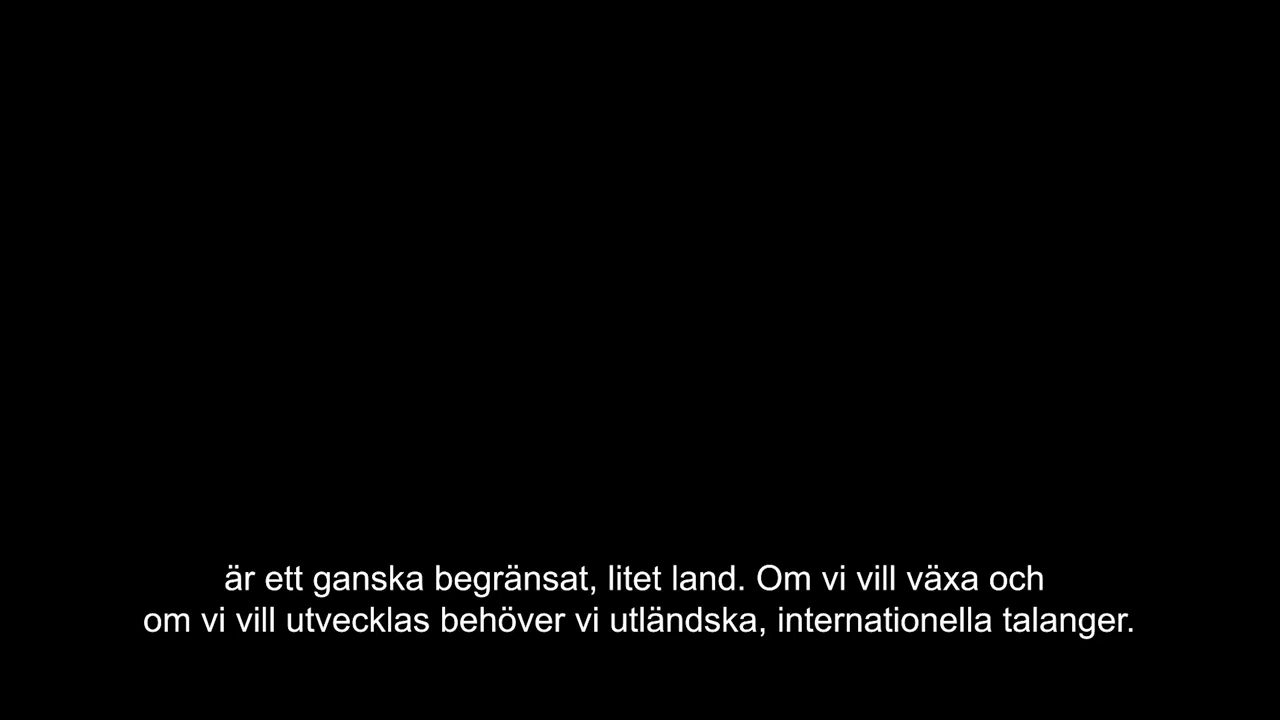 är ett ganska begränsat, litet land. Om vi vill växa och
om vi vill utvecklas behöver vi utländska, internationella talanger.